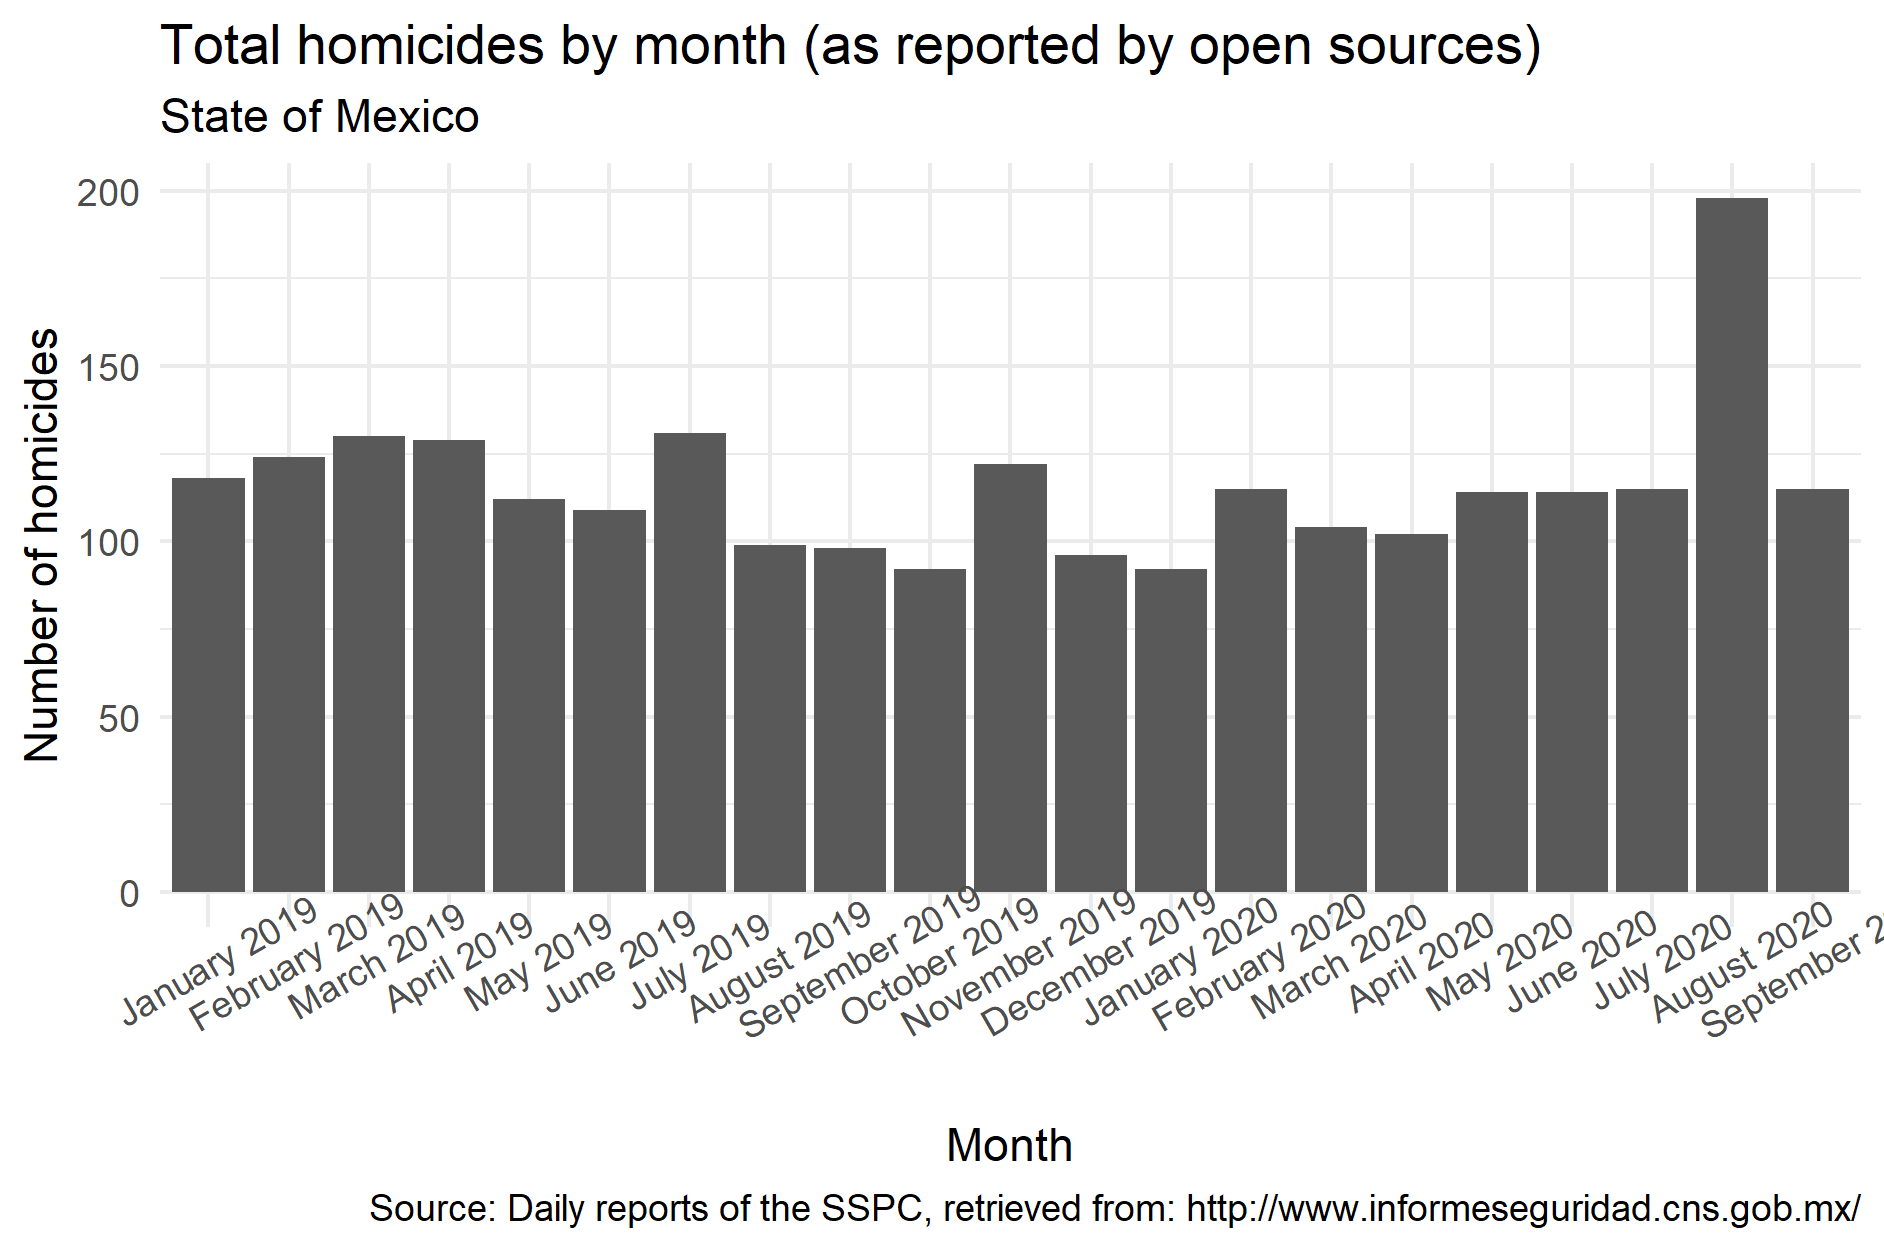 Total homicides by month (as reported by open sources)
State of Mexico
Number of homicides
200
150
100
50
0
January 2019
February 2019
March 2019
April 2019
May 2019
June 2019
July 2019
August 2019
September 2019
October 2019
November 2019
December 2019
January 2020
February 2020
March 2020
April 2020
May 2020
June 2020
July 2020
August 2020
September 2
Month
Source: Daily reports of the SSPC, retrieved from: http://www.informeseguridad.cns.gob.mx/